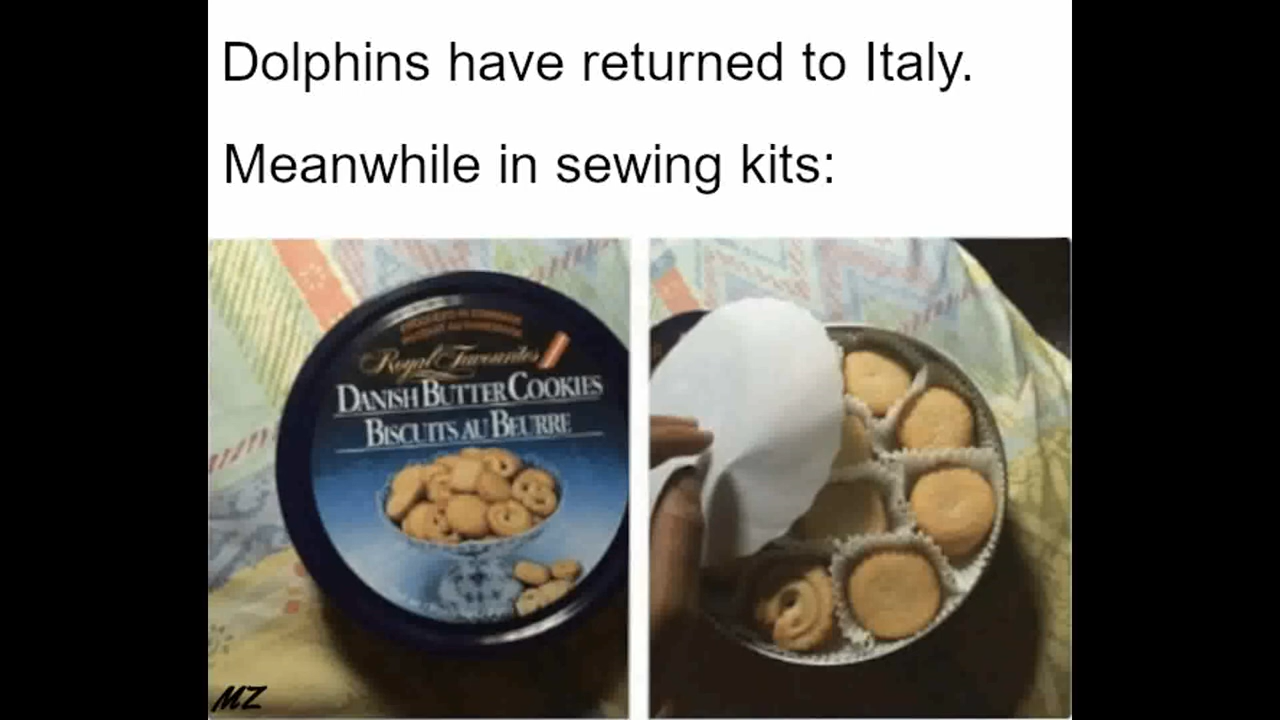 Dolphins have returned to Italy.
Meanwhile in sewing kits:
Royal Favourites
DANISH BUTTER COOKIES
BISCUITS AU BEURRE
MZ